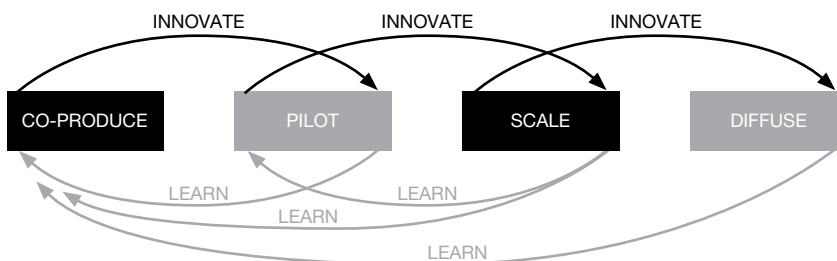 INNOVATE INNOVATE INNOVATE
CO-PRODUCE PILOT SCALE DIFFUSE
LEARN LEARN
LEARN
LEARN